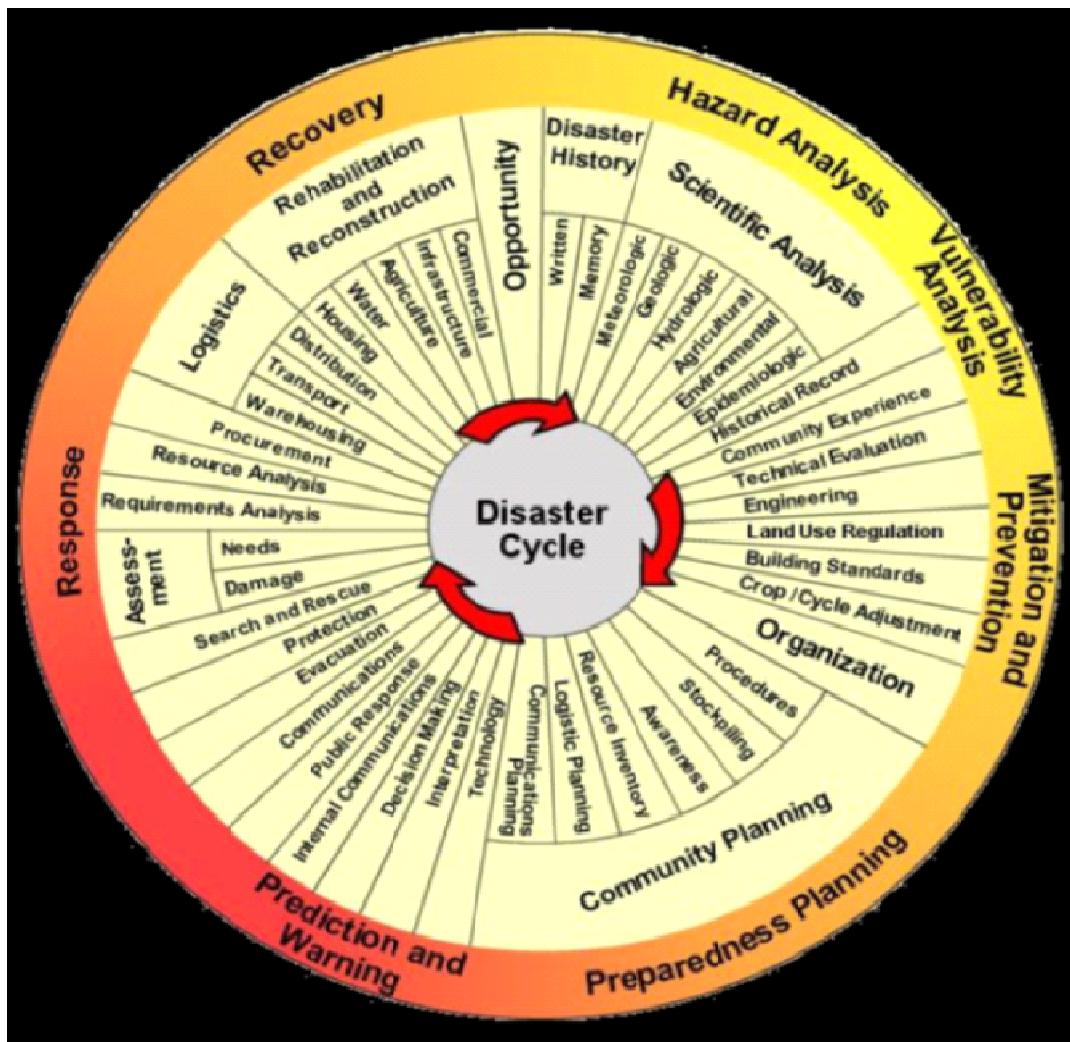 Disaster
Cycle
Hazard Analysis
Disaster
History
Written
Memory
Scientific Analysis
Meteorologic
Geologic
Hydrologic
Agricultural
Environmental
Epidemiologic
Vulnerability
Analysis
Historical Record
Community Experience
Technical Evaluation
Mitigation and
Prevention
Engineering
Land Use Regulation
Building Standards
Crop / Cycle Adjustment
Preparedness Planning
Organization
Community Planning
Procedures
Stockpiling
Awareness
Resource Inventory
Logistic Planning
Communications
Planning
Prediction and
Warning
Technology
Interpretation
Decision Making
Internal Communications
Public Response
Communications
Response
Evacuation
Protection
Search and Rescue
Assess-
ment
Damage
Needs
Requirements Analysis
Resource Analysis
Procurement
Logistics
Warehousing
Transport
Distribution
Recovery
Rehabilitation
and
Reconstruction
Housing
Water
Agriculture
Infrastructure
Commercial
Opportunity